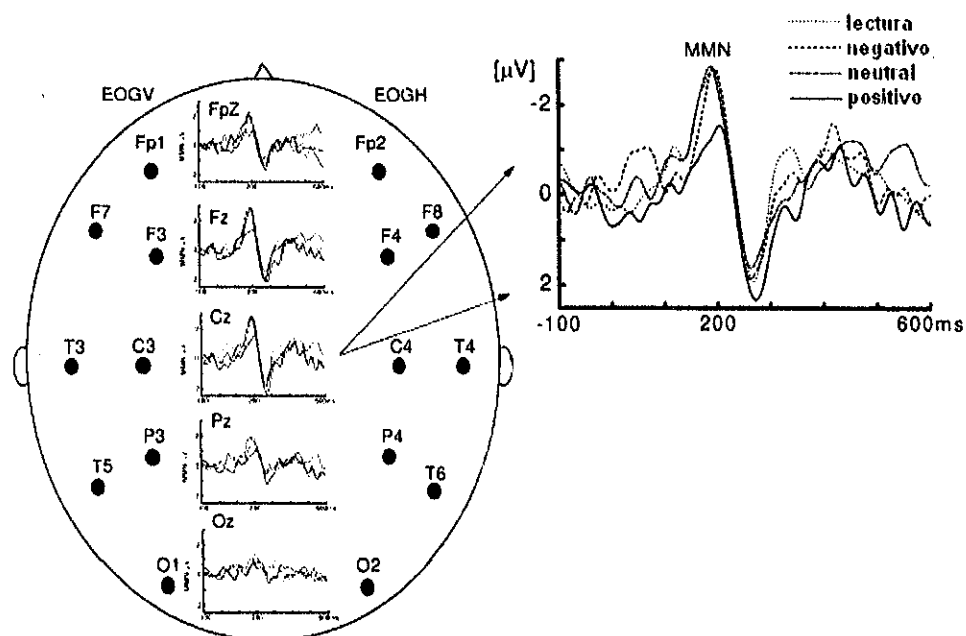 lectura
negativo
neutral
positivo
MMN
[µV]
-2
0
2
-100
200
600ms
EOGV
EOGH
FpZ
Fp1
Fp2
F7
Fz
F8
F3
F4
Cz
T3
C3
C4
T4
Pz
P3
P4
T5
T6
Oz
O1
O2